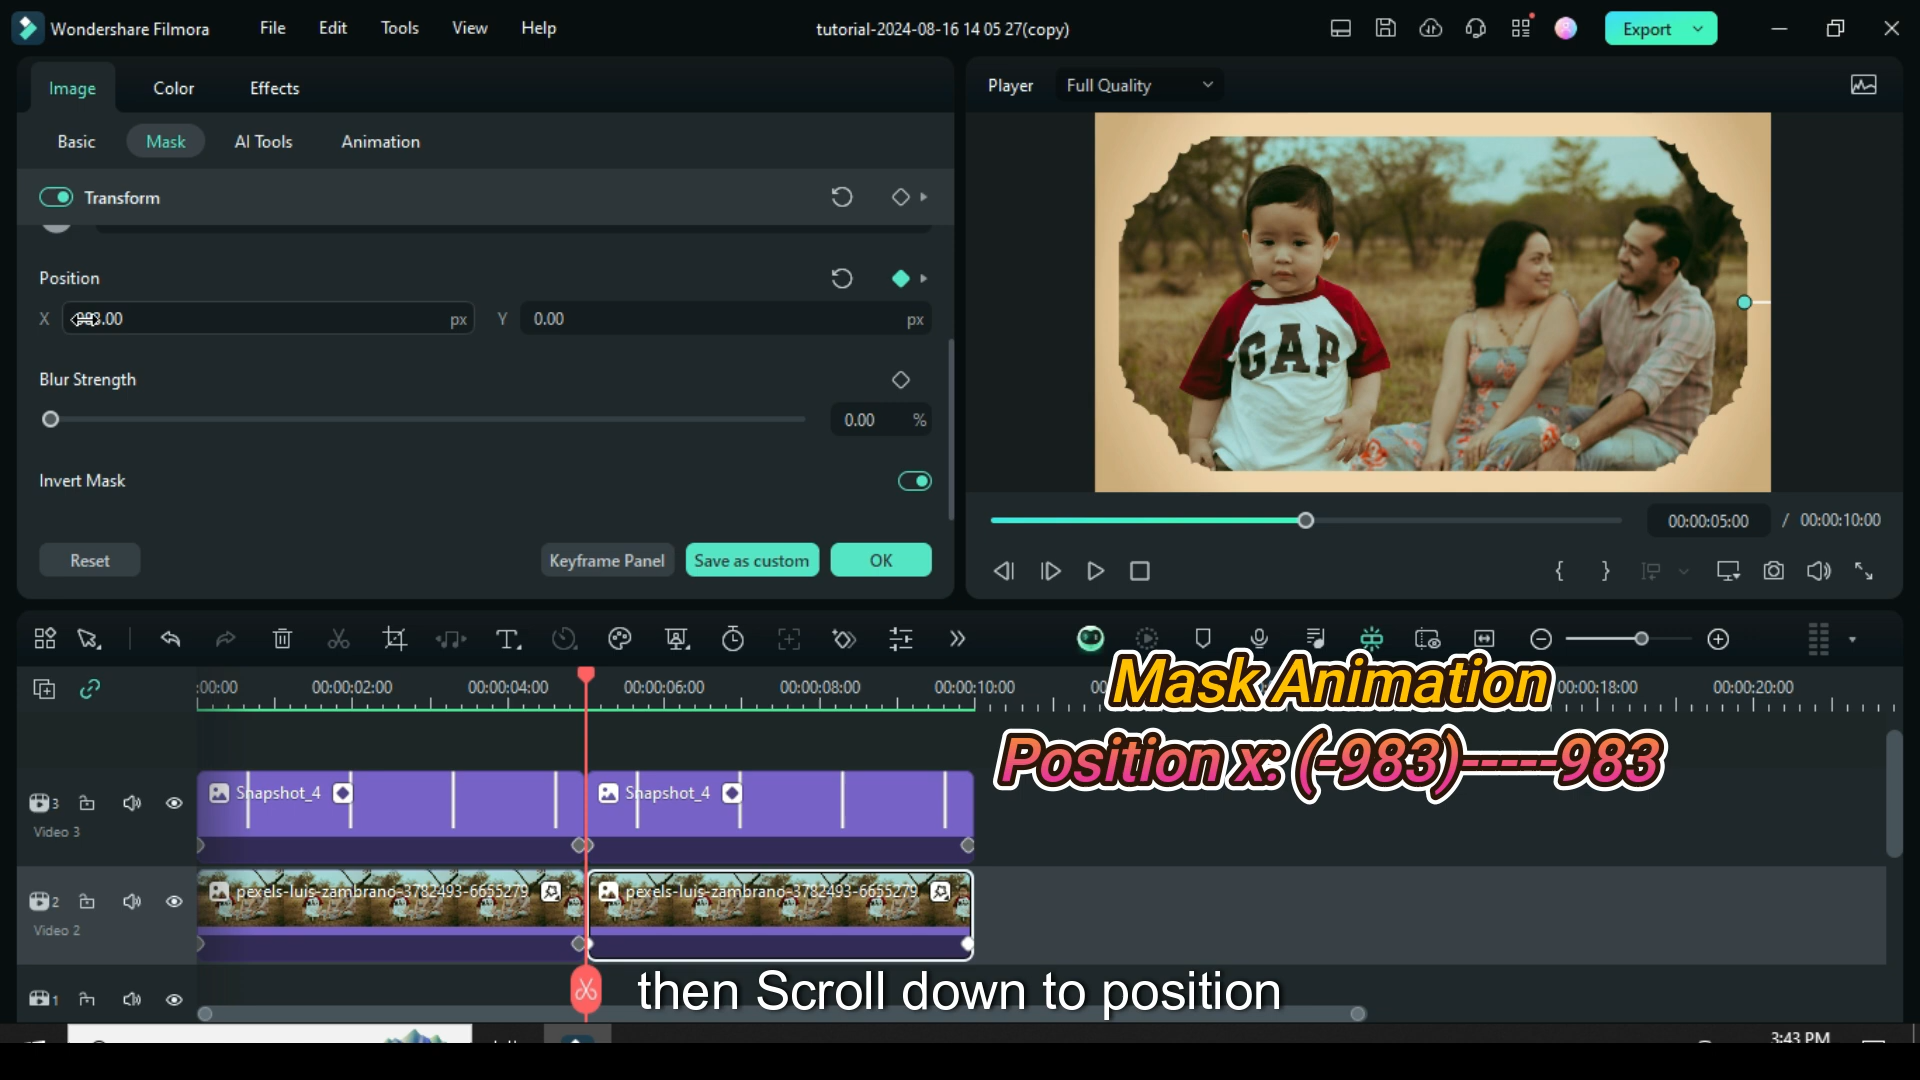 Wondershare Filmora File Edit Tools View Help tutorial-2024-08-16 14 05 27(copy) Export
Image Color Effects
Player Full Quality
Basic Mask AI Tools Animation
Transform
Position
X 983.00 px Y 0.00 px
Blur Strength
0.00 %
Invert Mask
GAP
Reset Keyframe Panel Save as custom OK
00:00:05:00 / 00:00:10:00
:00:00 00:00:02:00 00:00:04:00 00:00:06:00 00:00:08:00 00:00:10:00 00:00:18:00 00:00:20:00
Mask Animation
Position x: (-983)-----983
Snapshot_4 Snapshot_4
3
Video 3
pexels-luis-zambrano-3782493-6655279 pexels-luis-zambrano-3782493-6655279
2
Video 2
1
then Scroll down to position
3:43 PM